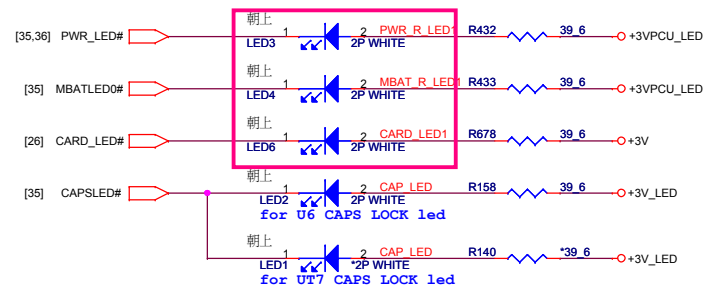 朝上
[35,36] PWR_LED# 1 2 PWR_R_LED1 R432 39_6 +3VPCU_LED
LED3 2P WHITE
朝上
[35] MBATLED0# 1 2 MBAT_R_LED1 R433 39_6 +3VPCU_LED
LED4 2P WHITE
朝上
[26] CARD_LED# 1 2 CARD_LED1 R678 39_6 +3V
LED6 2P WHITE
朝上
[35] CAPSLED# 1 2 CAP_LED R158 39_6 +3V_LED
LED2 2P WHITE
for U6 CAPS LOCK led
朝上
1 2 CAP_LED R140 *39_6 +3V_LED
LED1 *2P WHITE
for UT7 CAPS LOCK led